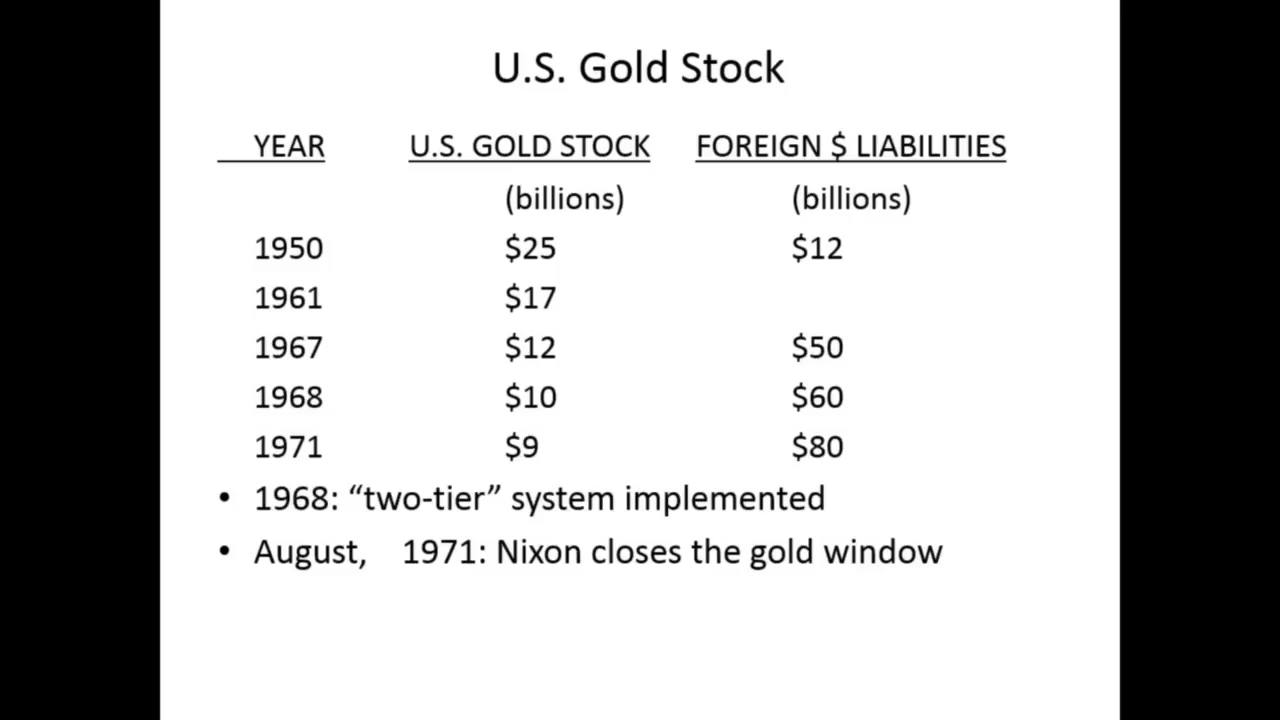 U.S. Gold Stock
YEAR U.S. GOLD STOCK FOREIGN $ LIABILITIES
(billions) (billions)
1950 $25 $12
1961 $17
1967 $12 $50
1968 $10 $60
1971 $9 $80
• 1968: “two-tier” system implemented
• August, 1971: Nixon closes the gold window